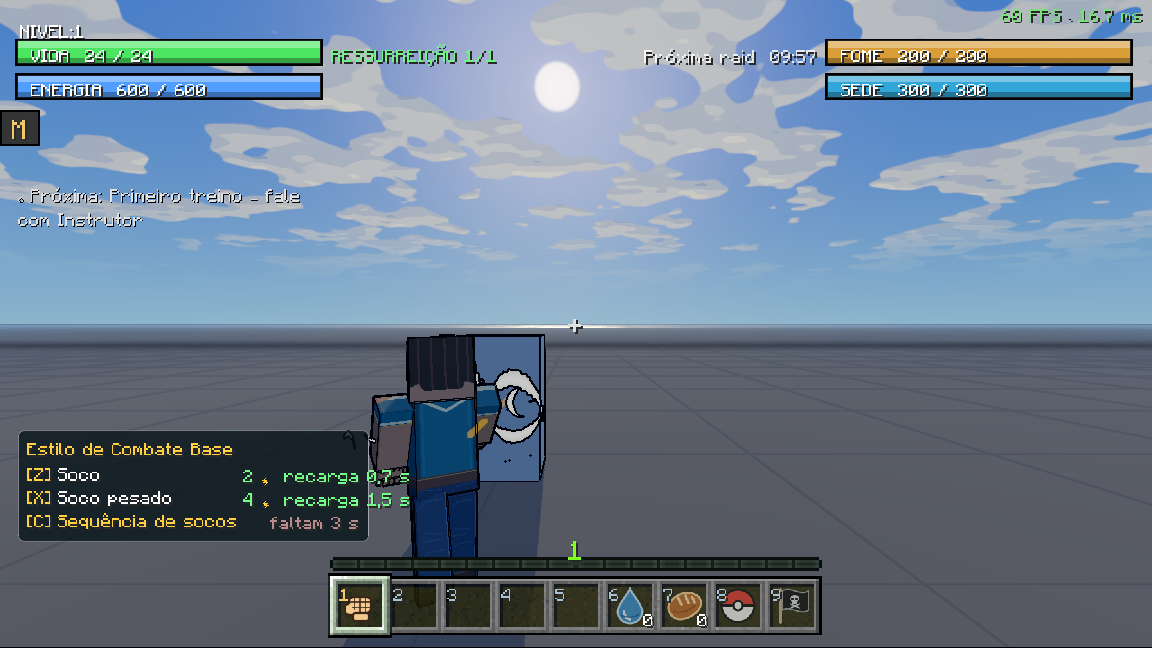 60 FPS . 16.7 ms
NIVEL:1
VIDA 24 / 24
RESSURREIÇÃO 1/1
Próxima raid 09:57
FOME 200 / 200
ENERGIA 600 / 600
SEDE 300 / 300
M
Próxima: Primeiro treino - fale
com Instrutor
Estilo de Combate Base
[Z] Soco 2 recarga 0,7 s
[X] Soco pesado 4 recarga 1,5 s
[C] Sequência de socos faltam 3 s
1
1 2 3 4 5 6 0 7 0 8 9